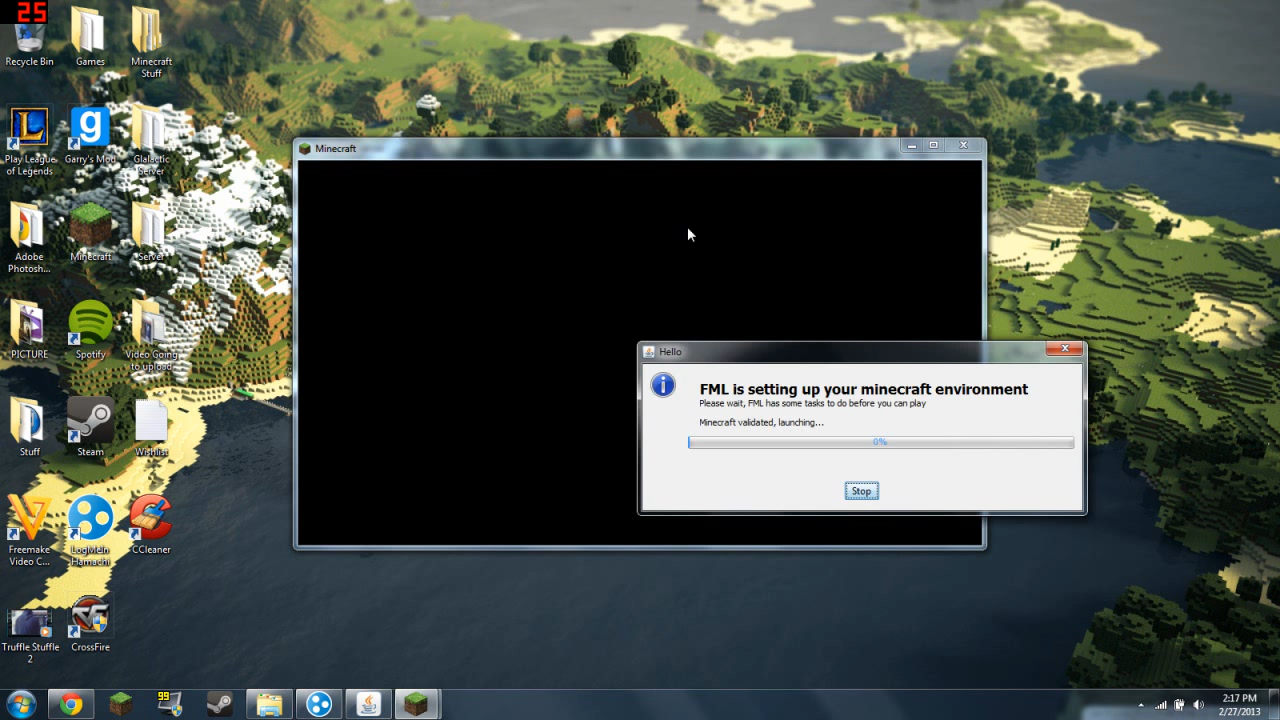 25
Recycle Bin
Games
Minecraft
Stuff
Play League
of Legends
Garry's Mod
Glalactic
Server
Adobe
Photosh...
Minecraft
Server
PICTURE
Spotify
Video Going
to upload
Stuff
Steam
Wishlist
Freemake
Video C...
LogMeIn
Hamachi
CCleaner
Truffle Stuffle
2
CrossFire
Minecraft
Hello
FML is setting up your minecraft environment
Please wait, FML has some tasks to do before you can play
Minecraft validated, launching...
0%
Stop
99
2:17 PM
2/27/2013